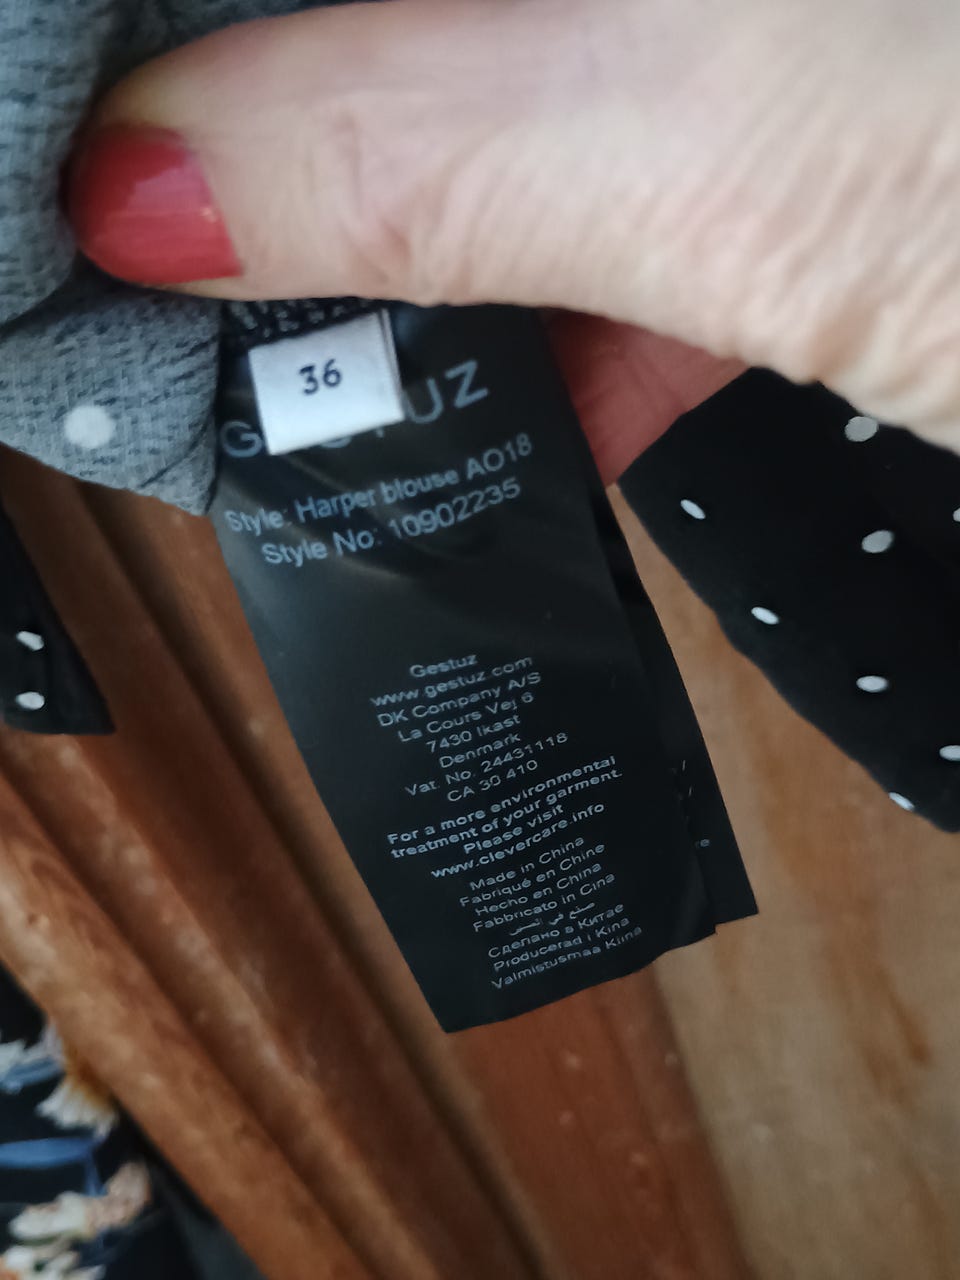 36
Style: Harper blouse AO18
Style No: 10902235
Gestuz
www.gestuz.com
DK Company A/S
La Cours Vej 6
7430 Ikast
Denmark
Vat. No. 24431118
CA 30 410
For a more environmental
treatment of your garment.
Please visit
www.clevercare.info
Made in China
Fabriqué en Chine
Hecho en China
Fabbricato in Cina
صنع في الصين
Сделано в Китае
Producerad i Kina
Valmistusmaa Kiina